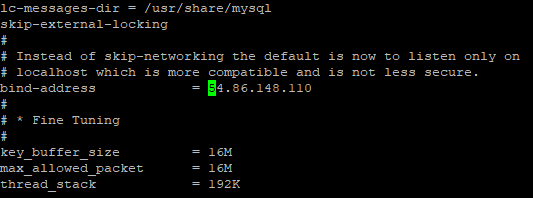 lc-messages-dir = /usr/share/mysql
skip-external-locking
#
# Instead of skip-networking the default is now to listen only on
# localhost which is more compatible and is not less secure.
bind-address            = 54.86.148.110
#
# * Fine Tuning
#
key_buffer_size         = 16M
max_allowed_packet      = 16M
thread_stack            = 192K